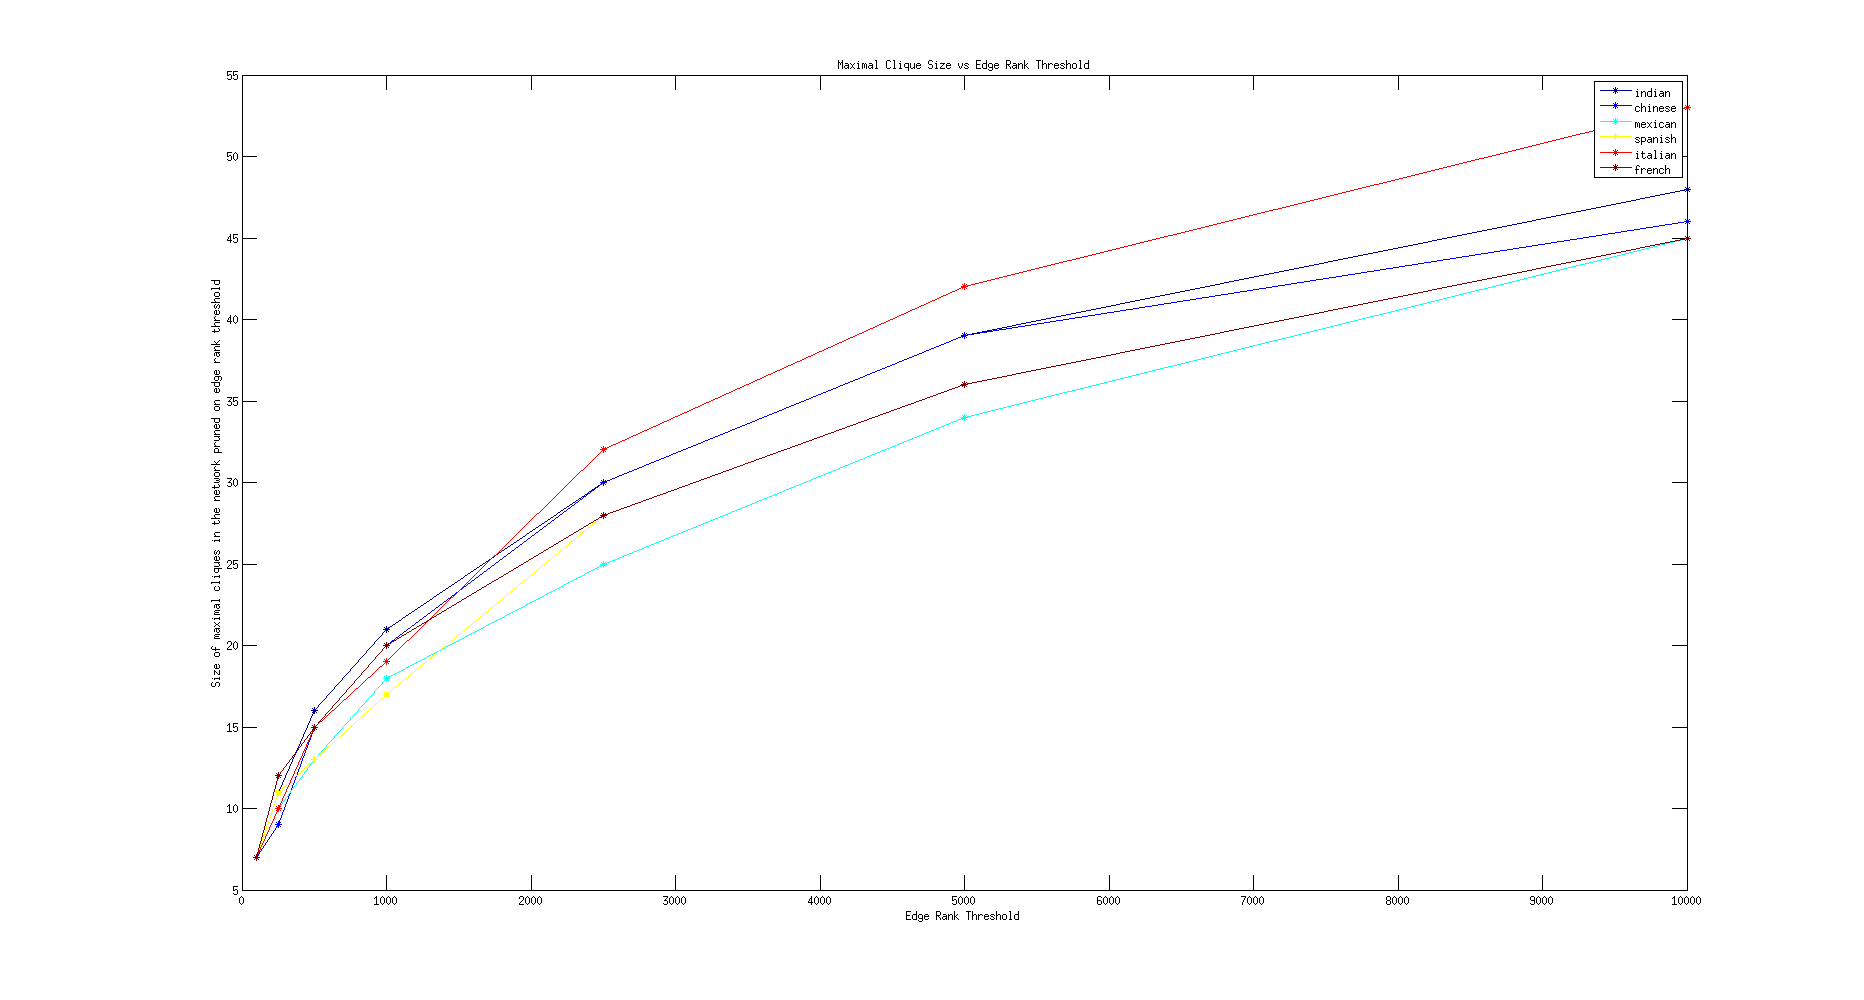 Maximal Clique Size vs Edge Rank Threshold
55
50
45
40
35
30
25
20
15
10
5
Size of maximal cliques in the network pruned on edge rank threshold
indian
chinese
mexican
spanish
italian
french
0 1000 2000 3000 4000 5000 6000 7000 8000 9000 10000
Edge Rank Threshold